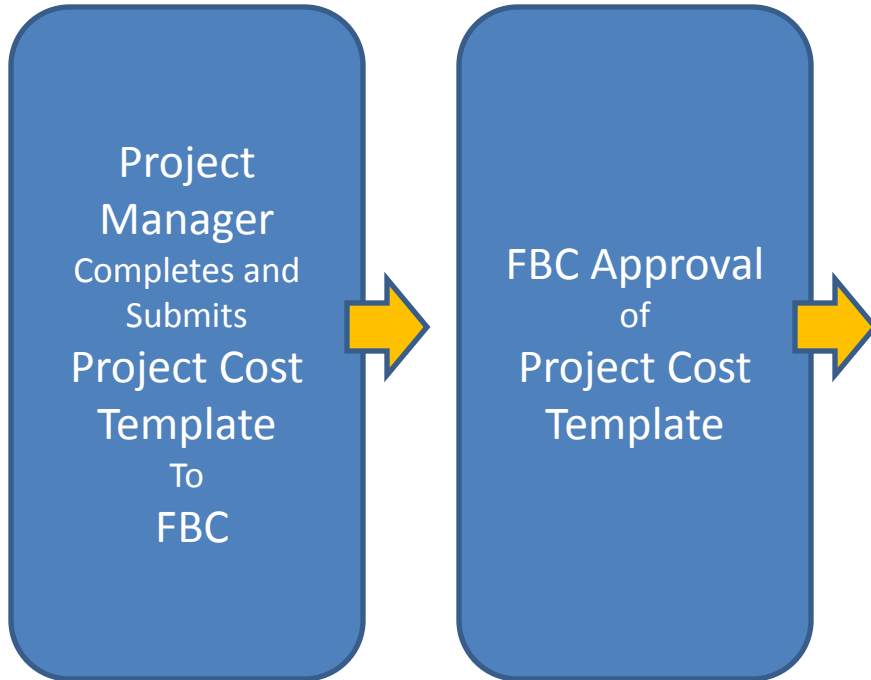 Project
Manager
Completes and
Submits
Project Cost
Template
To
FBC
FBC Approval
of
Project Cost
Template